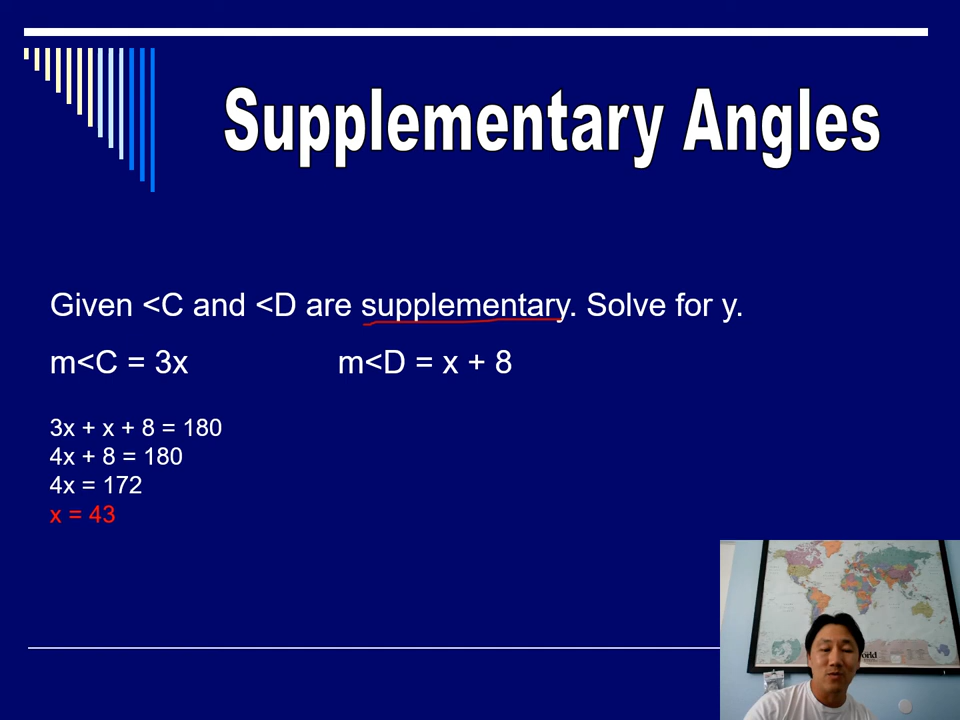 Supplementary Angles
Given <C and <D are supplementary. Solve for y.
m<C = 3x m<D = x + 8
3x + x + 8 = 180
4x + 8 = 180
4x = 172
x = 43